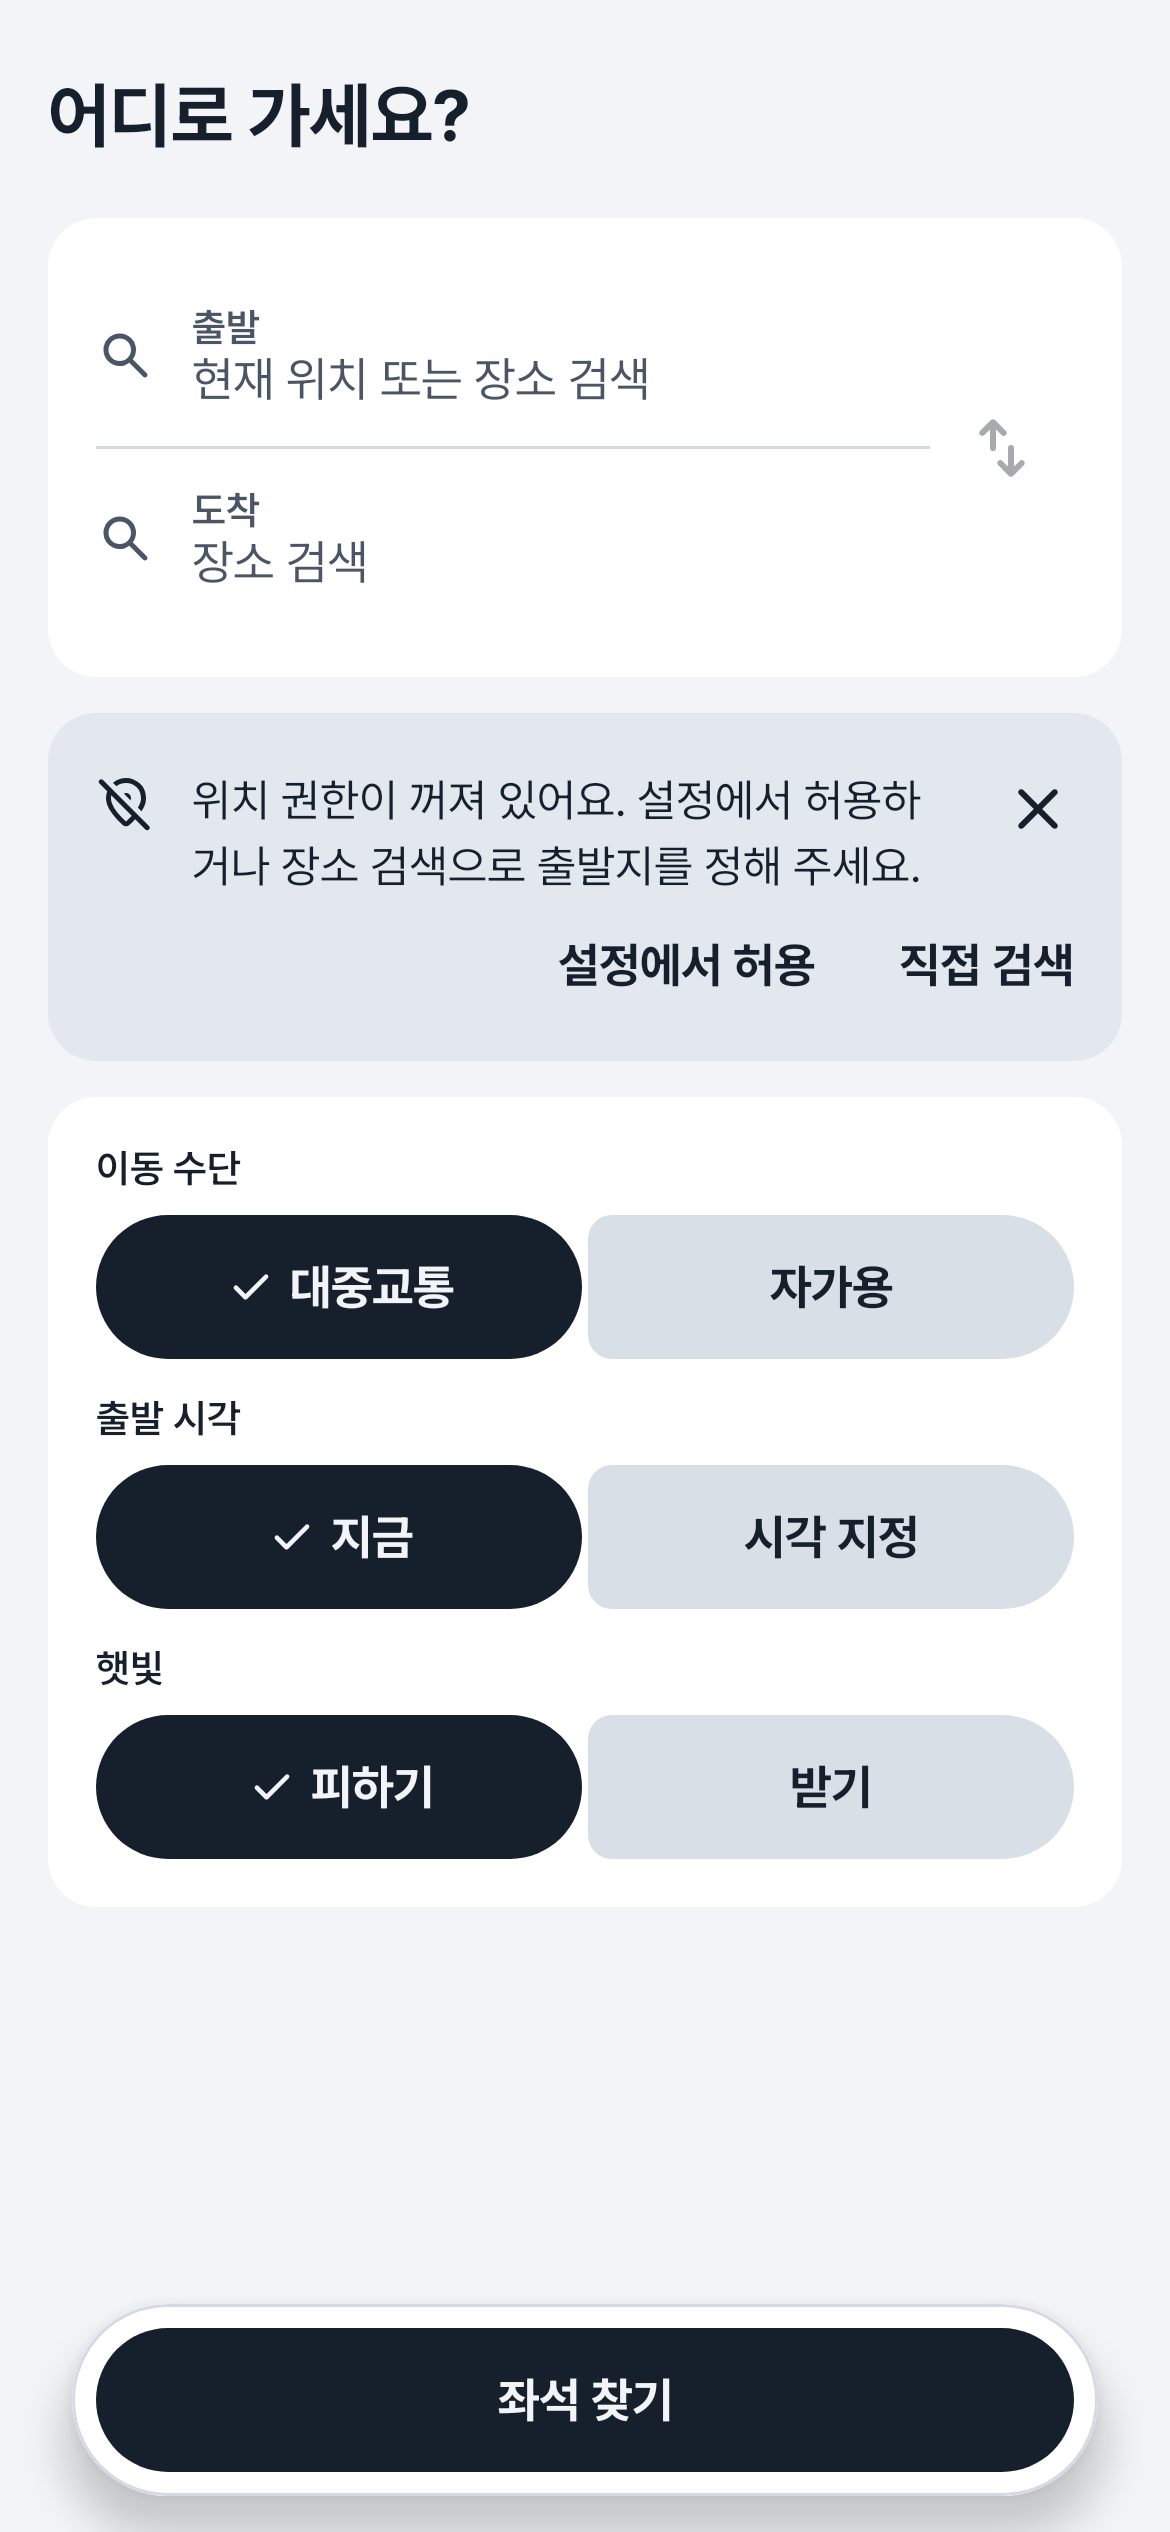 어디로 가세요?
출발
현재 위치 또는 장소 검색
도착
장소 검색
위치 권한이 꺼져 있어요. 설정에서 허용하
거나 장소 검색으로 출발지를 정해 주세요.
설정에서 허용 직접 검색
이동 수단
대중교통 자가용
출발 시각
지금 시각 지정
햇빛
피하기 받기
좌석 찾기